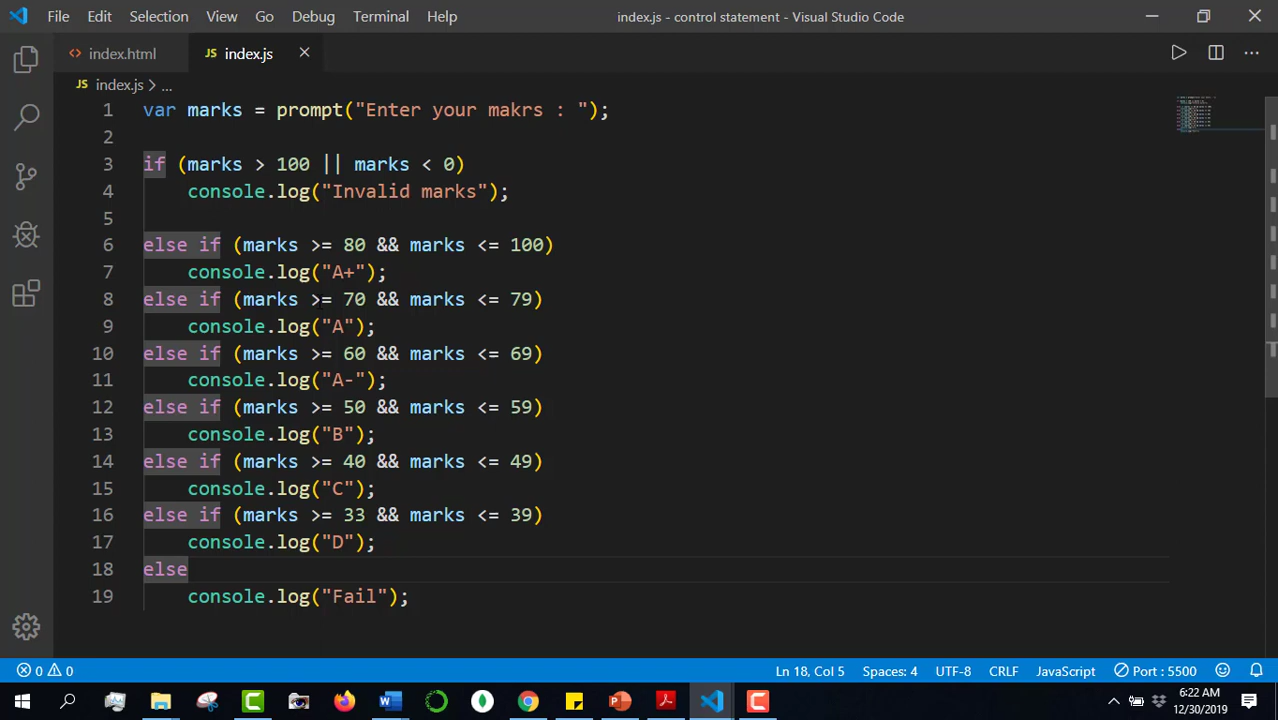 File Edit Selection View Go Debug Terminal Help index.js - control statement - Visual Studio Code
<> index.html JS index.js
JS index.js > ...
1 var marks = prompt("Enter your makrs : ");
2
3 if (marks > 100 || marks < 0)
4     console.log("Invalid marks");
5
6 else if (marks >= 80 && marks <= 100)
7     console.log("A+");
8 else if (marks >= 70 && marks <= 79)
9     console.log("A");
10 else if (marks >= 60 && marks <= 69)
11     console.log("A-");
12 else if (marks >= 50 && marks <= 59)
13     console.log("B");
14 else if (marks >= 40 && marks <= 49)
15     console.log("C");
16 else if (marks >= 33 && marks <= 39)
17     console.log("D");
18 else
19     console.log("Fail");
0 0 Ln 18, Col 5 Spaces: 4 UTF-8 CRLF JavaScript Port : 5500
6:22 AM
12/30/2019